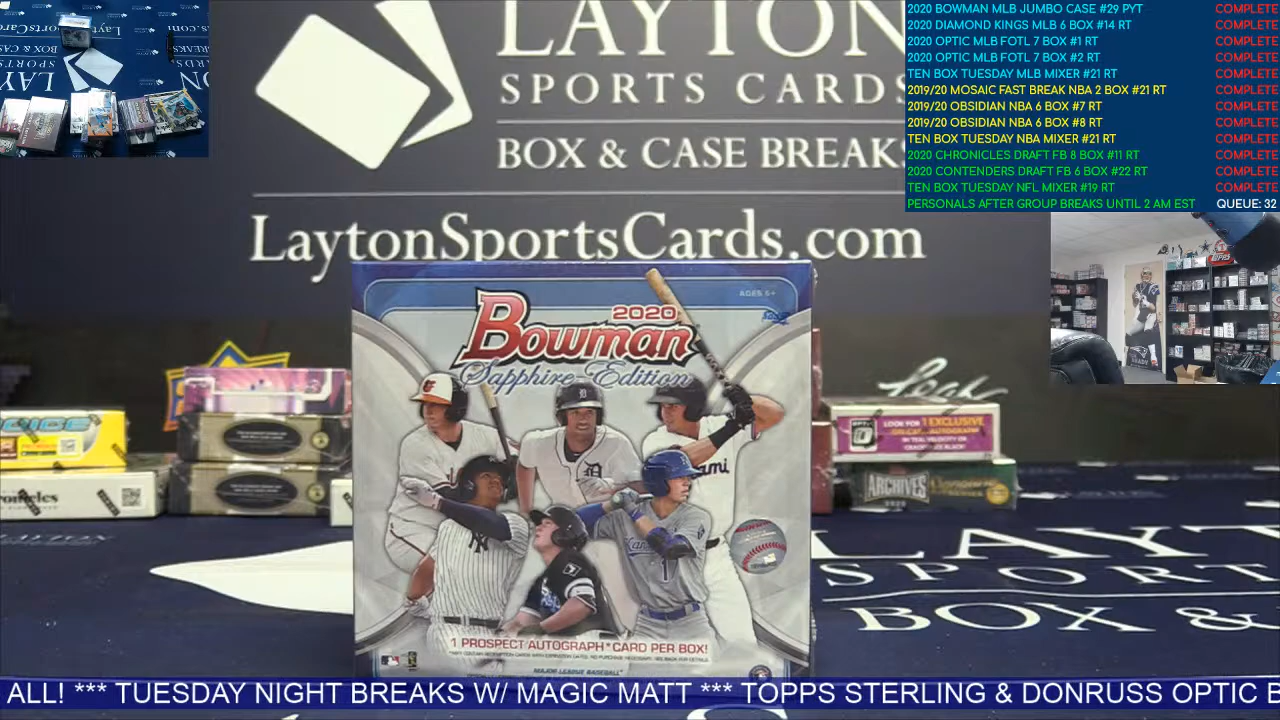 LAYTON
SPORTS CARDS
BOX & CASE BREAKS
LaytonSportsCards.com
2020 BOWMAN MLB JUMBO CASE #29 PYT COMPLETE
2020 DIAMOND KINGS MLB 6 BOX #14 RT COMPLETE
2020 OPTIC MLB FOTL 7 BOX #1 RT COMPLETE
2020 OPTIC MLB FOTL 7 BOX #2 RT COMPLETE
TEN BOX TUESDAY MLB MIXER #21 RT COMPLETE
2019/20 MOSAIC FAST BREAK NBA 2 BOX #21 RT COMPLETE
2019/20 OBSIDIAN NBA 6 BOX #7 RT COMPLETE
2019/20 OBSIDIAN NBA 6 BOX #8 RT COMPLETE
TEN BOX TUESDAY NBA MIXER #21 RT COMPLETE
2020 CHRONICLES DRAFT FB 8 BOX #11 RT COMPLETE
2020 CONTENDERS DRAFT FB 6 BOX #22 RT COMPLETE
TEN BOX TUESDAY NFL MIXER #19 RT COMPLETE
PERSONALS AFTER GROUP BREAKS UNTIL 2 AM EST QUEUE: 32
AGES 6+
2020
Bowman
Sapphire Edition
Leaf
LOOK FOR 1 EXCLUSIVE
ARCHIVES
1 PROSPECT AUTOGRAPH* CARD PER BOX!
MAJOR LEAGUE BASEBALL
LAYTON
SPORTS
BOX &
ALL! *** TUESDAY NIGHT BREAKS W/ MAGIC MATT *** TOPPS STERLING & DONRUSS OPTIC